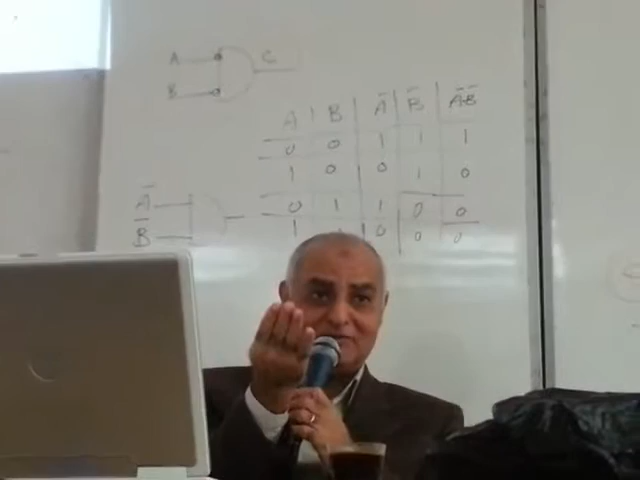 A C
B
A B A̅ B̅ A̅B̅
0 0 1 1 1
1 0 0 1 0
0 1 1 0 0
1 1 0 0 0
A̅
B̅